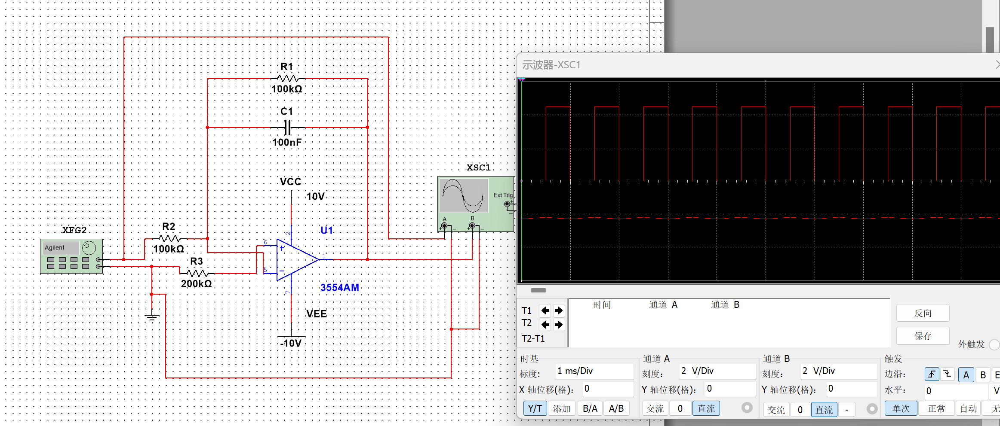 R1
100kΩ
C1
100nF
VCC
10V
XSC1
Ext Trig
+
–
A
B
+
–
+
–
XFG2
Agilent
R2
100kΩ
R3
200kΩ
U1
2
6
+
1
5
–
7
3554AM
VEE
-10V
示波器-XSC1
时间 通道_A 通道_B
T1
T2
T2-T1
反向
保存
外触发
时基
标度: 1 ms/Div
X 轴位移(格): 0
Y/T 添加 B/A A/B
通道 A
刻度: 2 V/Div
Y 轴位移(格): 0
交流 0 直流
通道 B
刻度: 2 V/Div
Y 轴位移(格): 0
交流 0 直流 -
触发
边沿: A B E
水平: 0 V
单次 正常 自动 无